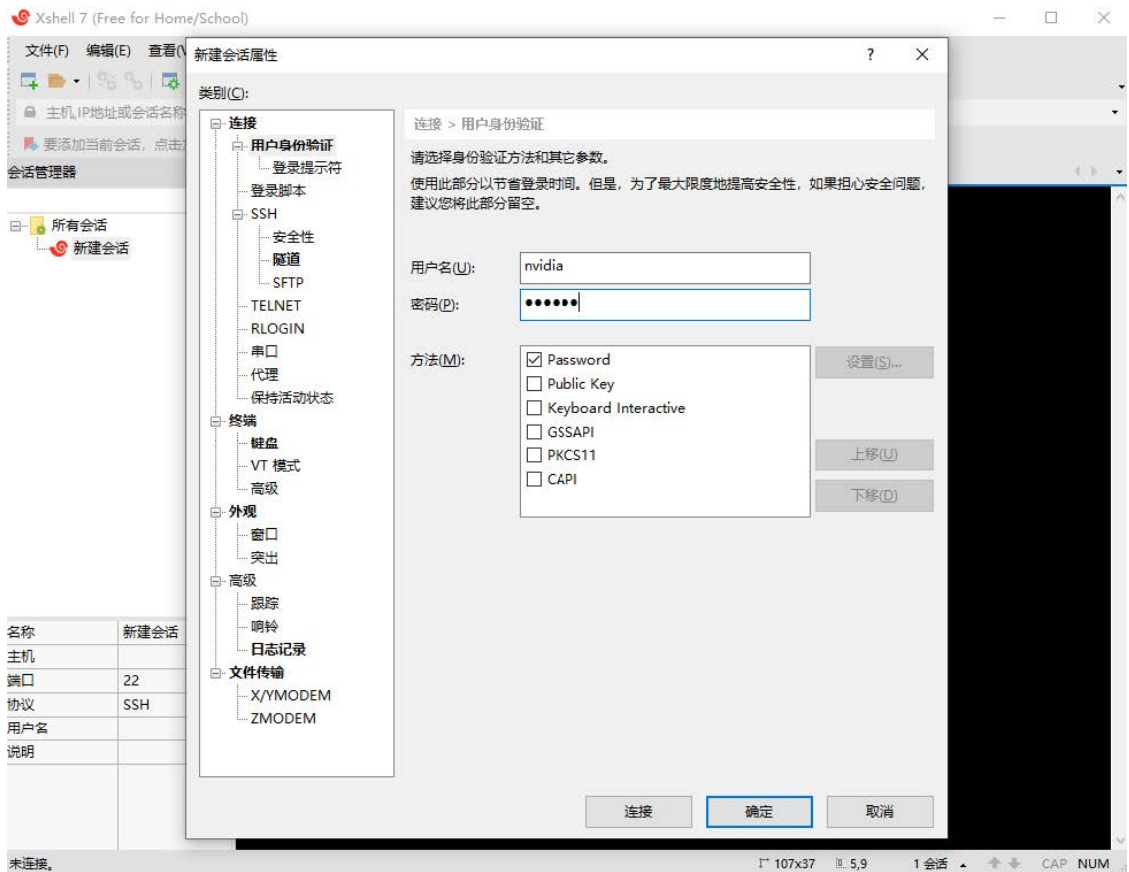 Xshell 7 (Free for Home/School)
文件(F) 编辑(E) 查看(V
主机,IP地址或会话名称
要添加当前会话，点击
会话管理器
所有会话
新建会话
名称 新建会话
主机
端口 22
协议 SSH
用户名
说明
新建会话属性
?
类别(C):
连接
用户身份验证
登录提示符
登录脚本
SSH
安全性
隧道
SFTP
TELNET
RLOGIN
串口
代理
保持活动状态
终端
键盘
VT 模式
高级
外观
窗口
突出
高级
跟踪
响铃
日志记录
文件传输
X/YMODEM
ZMODEM
连接 > 用户身份验证
请选择身份验证方法和其它参数。
使用此部分以节省登录时间。但是，为了最大限度地提高安全性，如果担心安全问题，
建议您将此部分留空。
用户名(U): nvidia
密码(P): ●●●●●●
方法(M):
Password
Public Key
Keyboard Interactive
GSSAPI
PKCS11
CAPI
设置(S)...
上移(U)
下移(D)
连接 确定 取消
未连接。 107x37 5,9 1 会话 CAP NUM